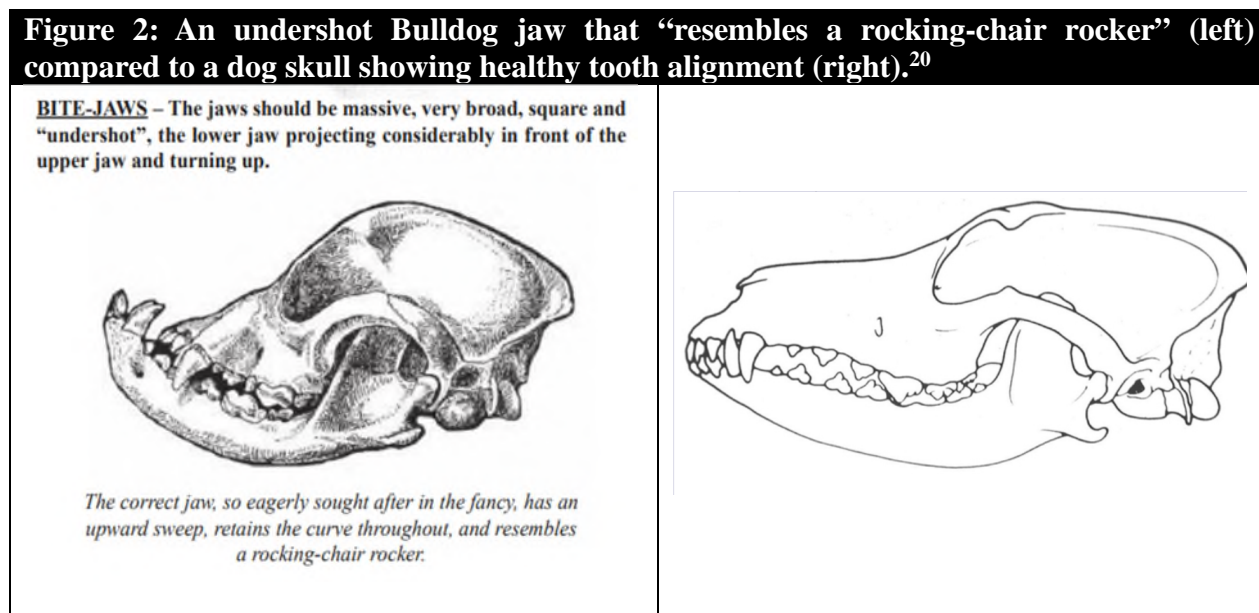 Figure 2: An undershot Bulldog jaw that “resembles a rocking-chair rocker” (left)
compared to a dog skull showing healthy tooth alignment (right).20
BITE-JAWS – The jaws should be massive, very broad, square and
“undershot”, the lower jaw projecting considerably in front of the
upper jaw and turning up.
The correct jaw, so eagerly sought after in the fancy, has an
upward sweep, retains the curve throughout, and resembles
a rocking-chair rocker.